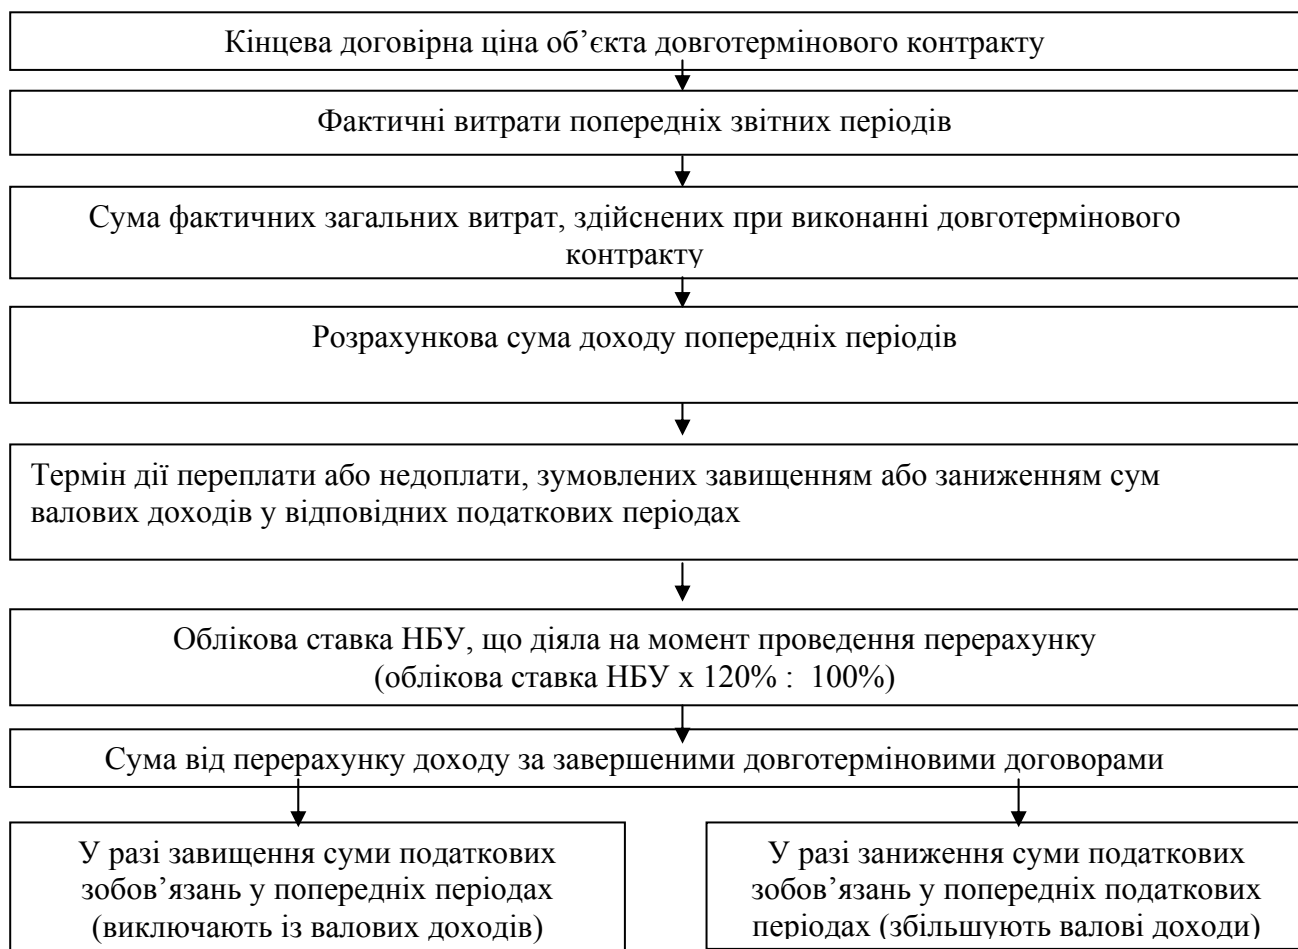 Кінцева договірна ціна об’єкта довготермінового контракту
Фактичні витрати попередніх звітних періодів
Сума фактичних загальних витрат, здійснених при виконанні довготермінового
контракту
Розрахункова сума доходу попередніх періодів
Термін дії переплати або недоплати, зумовлених завищенням або заниженням сум
валових доходів у відповідних податкових періодах
Облікова ставка НБУ, що діяла на момент проведення перерахунку
(облікова ставка НБУ х 120% :  100%)
Сума від перерахунку доходу за завершеними довготерміновими договорами
У разі завищення суми податкових
зобов’язань у попередніх періодах
(виключають із валових доходів)
У разі заниження суми податкових
зобов’язань у попередніх податкових
періодах (збільшують валові доходи)